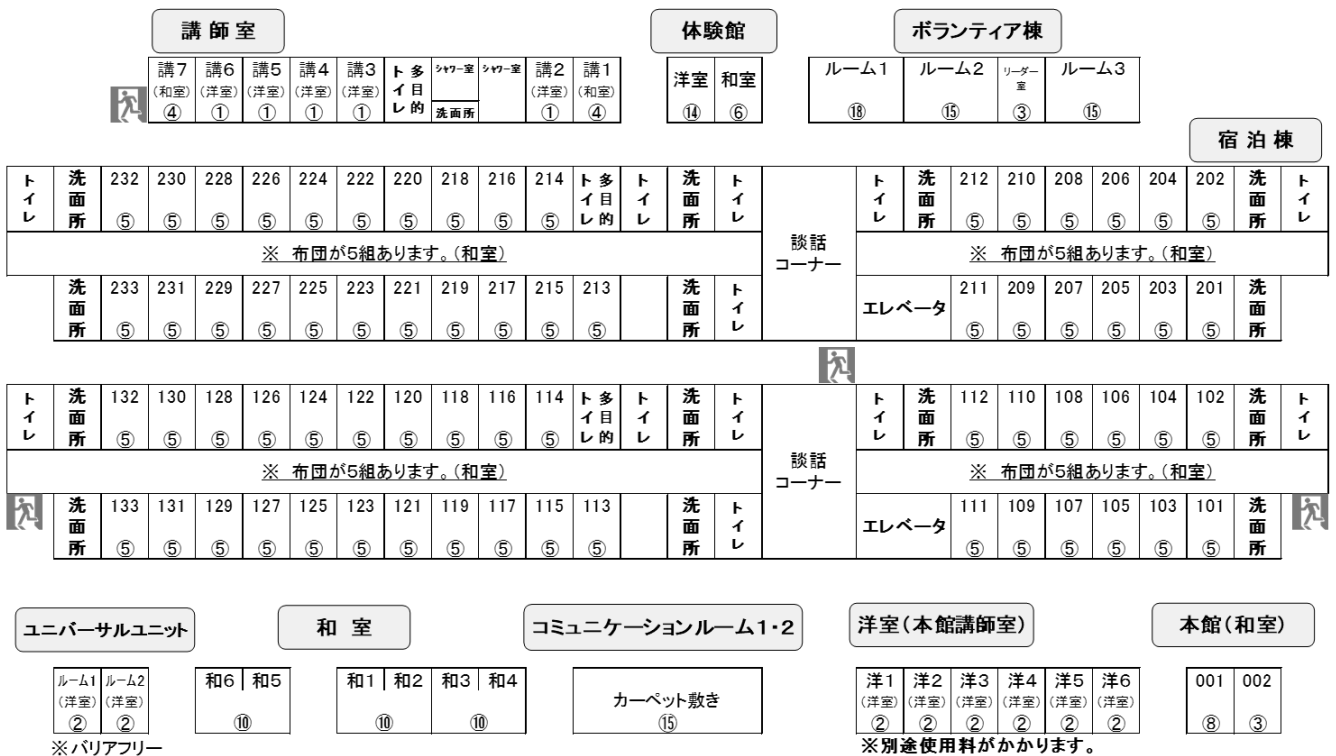 講師室
体験館
ボランティア棟
講7 講6 講5 講4 講3 多目的トイレ シャワー室 シャワー室 講2 講1
(和室) (洋室) (洋室) (洋室) (洋室) 洗面所 (洋室) (和室)
④ ① ① ① ① ① ④
洋室 和室
⑭ ⑥
ルーム1 ルーム2 リーダー室 ルーム3
⑱ ⑮ ③ ⑮
宿泊棟
トイレ 洗面所 232 230 228 226 224 222 220 218 216 214 多目的トイレ トイレ 洗面所 トイレ
⑤ ⑤ ⑤ ⑤ ⑤ ⑤ ⑤ ⑤ ⑤ ⑤
トイレ 洗面所 212 210 208 206 204 202 洗面所 トイレ
⑤ ⑤ ⑤ ⑤ ⑤ ⑤
※ 布団が5組あります。(和室)
談話
コーナー
※ 布団が5組あります。(和室)
洗面所 233 231 229 227 225 223 221 219 217 215 213 洗面所 トイレ
⑤ ⑤ ⑤ ⑤ ⑤ ⑤ ⑤ ⑤ ⑤ ⑤ ⑤
エレベータ 211 209 207 205 203 201 洗面所
⑤ ⑤ ⑤ ⑤ ⑤ ⑤
トイレ 洗面所 132 130 128 126 124 122 120 118 116 114 多目的トイレ トイレ 洗面所 トイレ
⑤ ⑤ ⑤ ⑤ ⑤ ⑤ ⑤ ⑤ ⑤ ⑤
トイレ 洗面所 112 110 108 106 104 102 洗面所 トイレ
⑤ ⑤ ⑤ ⑤ ⑤ ⑤
※ 布団が5組あります。(和室)
談話
コーナー
※ 布団が5組あります。(和室)
洗面所 133 131 129 127 125 123 121 119 117 115 113 洗面所 トイレ
⑤ ⑤ ⑤ ⑤ ⑤ ⑤ ⑤ ⑤ ⑤ ⑤ ⑤
エレベータ 111 109 107 105 103 101 洗面所
⑤ ⑤ ⑤ ⑤ ⑤ ⑤
ユニバーサルユニット
和室
コミュニケーションルーム1・2
洋室(本館講師室)
本館(和室)
ルーム1 ルーム2
(洋室) (洋室)
② ②
※バリアフリー
和6 和5
⑩
和1 和2 和3 和4
⑩ ⑩
カーペット敷き
⑮
洋1 洋2 洋3 洋4 洋5 洋6
(洋室) (洋室) (洋室) (洋室) (洋室) (洋室)
② ② ② ② ② ②
※別途使用料がかかります。
001 002
⑧ ③